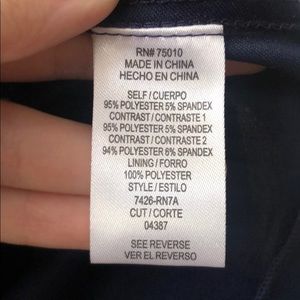 RN# 75010
MADE IN CHINA
HECHO EN CHINA
SELF / CUERPO
95% POLYESTER 5% SPANDEX
CONTRAST / CONTRASTE 1
95% POLYESTER 5% SPANDEX
CONTRAST / CONTRASTE 2
94% POLYESTER 6% SPANDEX
LINING / FORRO
100% POLYESTER
STYLE / ESTILO
7426-RN7A
CUT / CORTE
04387
SEE REVERSE
VER EL REVERSO